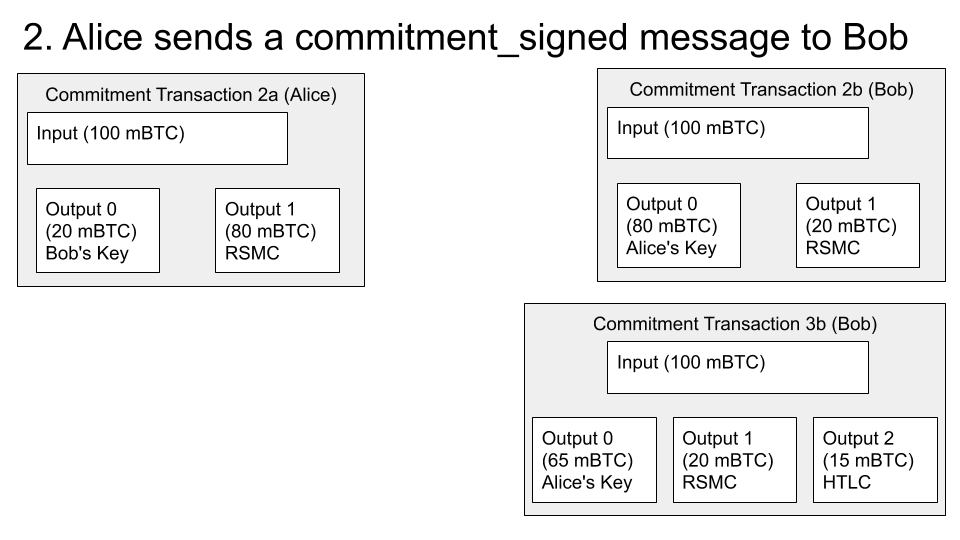 2. Alice sends a commitment_signed message to Bob
Commitment Transaction 2a (Alice)
Input (100 mBTC)
Output 0
(20 mBTC)
Bob's Key
Output 1
(80 mBTC)
RSMC
Commitment Transaction 2b (Bob)
Input (100 mBTC)
Output 0
(80 mBTC)
Alice's Key
Output 1
(20 mBTC)
RSMC
Commitment Transaction 3b (Bob)
Input (100 mBTC)
Output 0
(65 mBTC)
Alice's Key
Output 1
(20 mBTC)
RSMC
Output 2
(15 mBTC)
HTLC